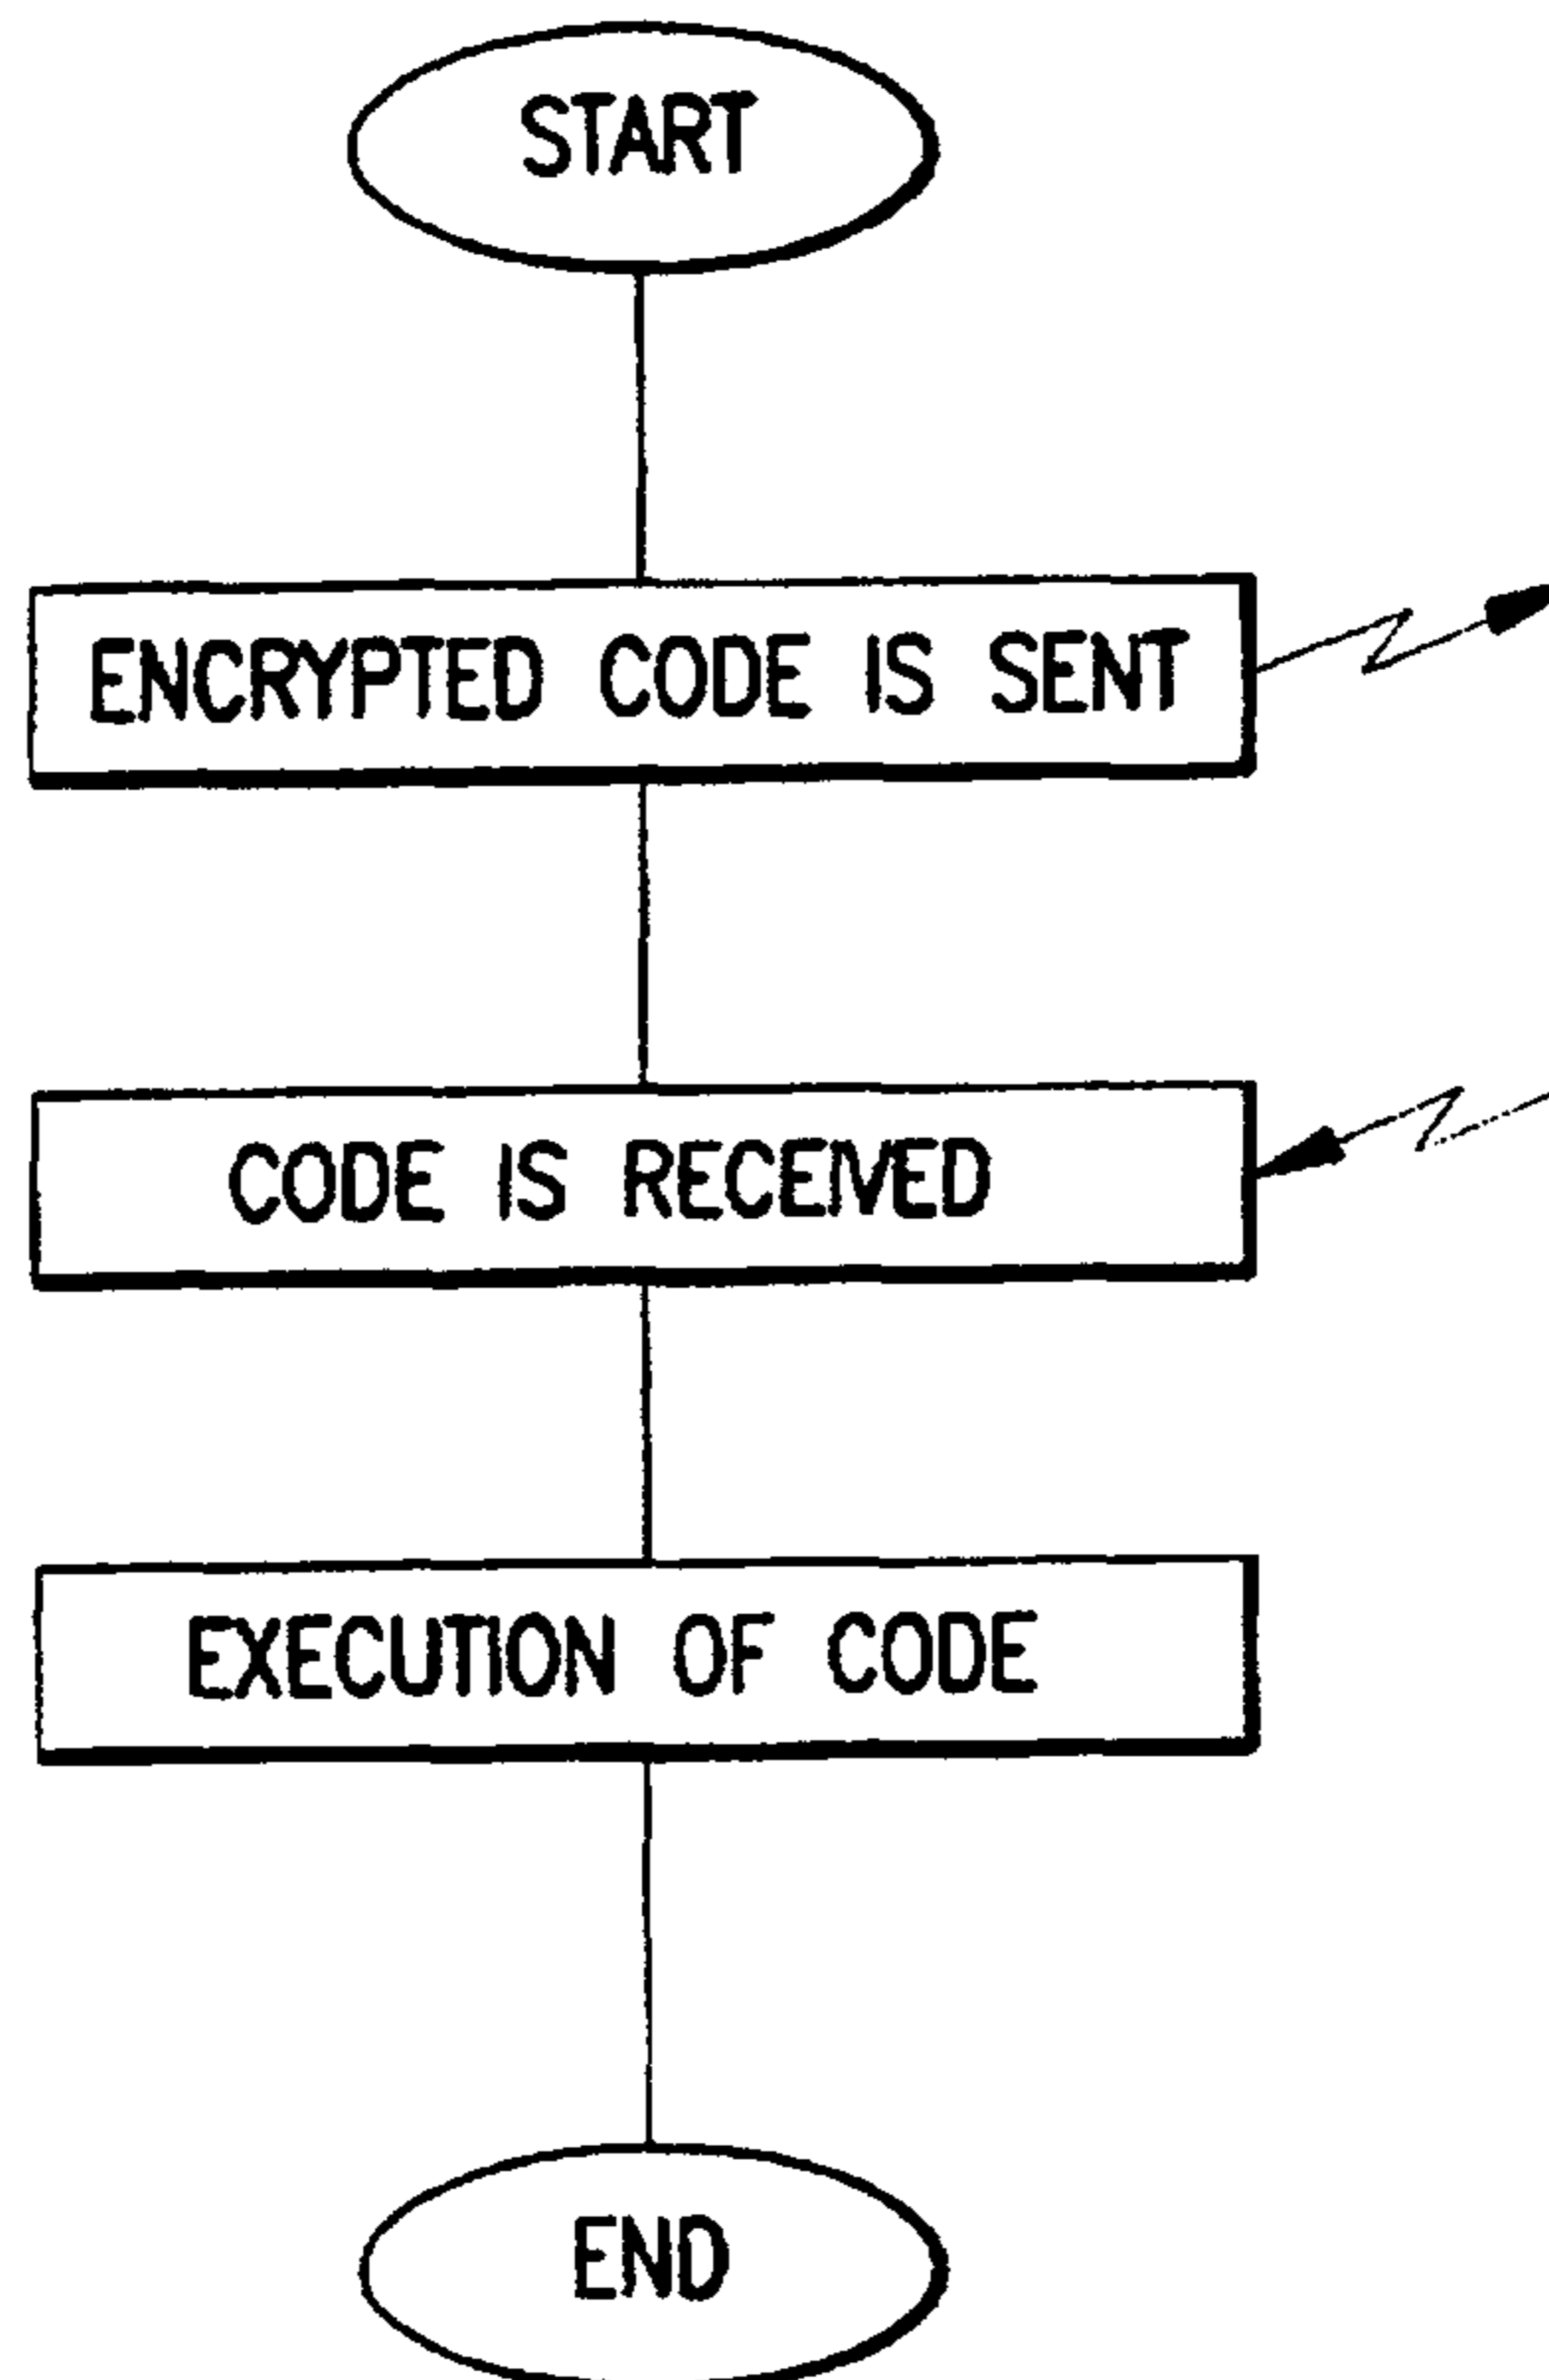 START
ENCRYPTED CODE IS SENT
CODE IS RECEIVED
EXECUTION OF CODE
END